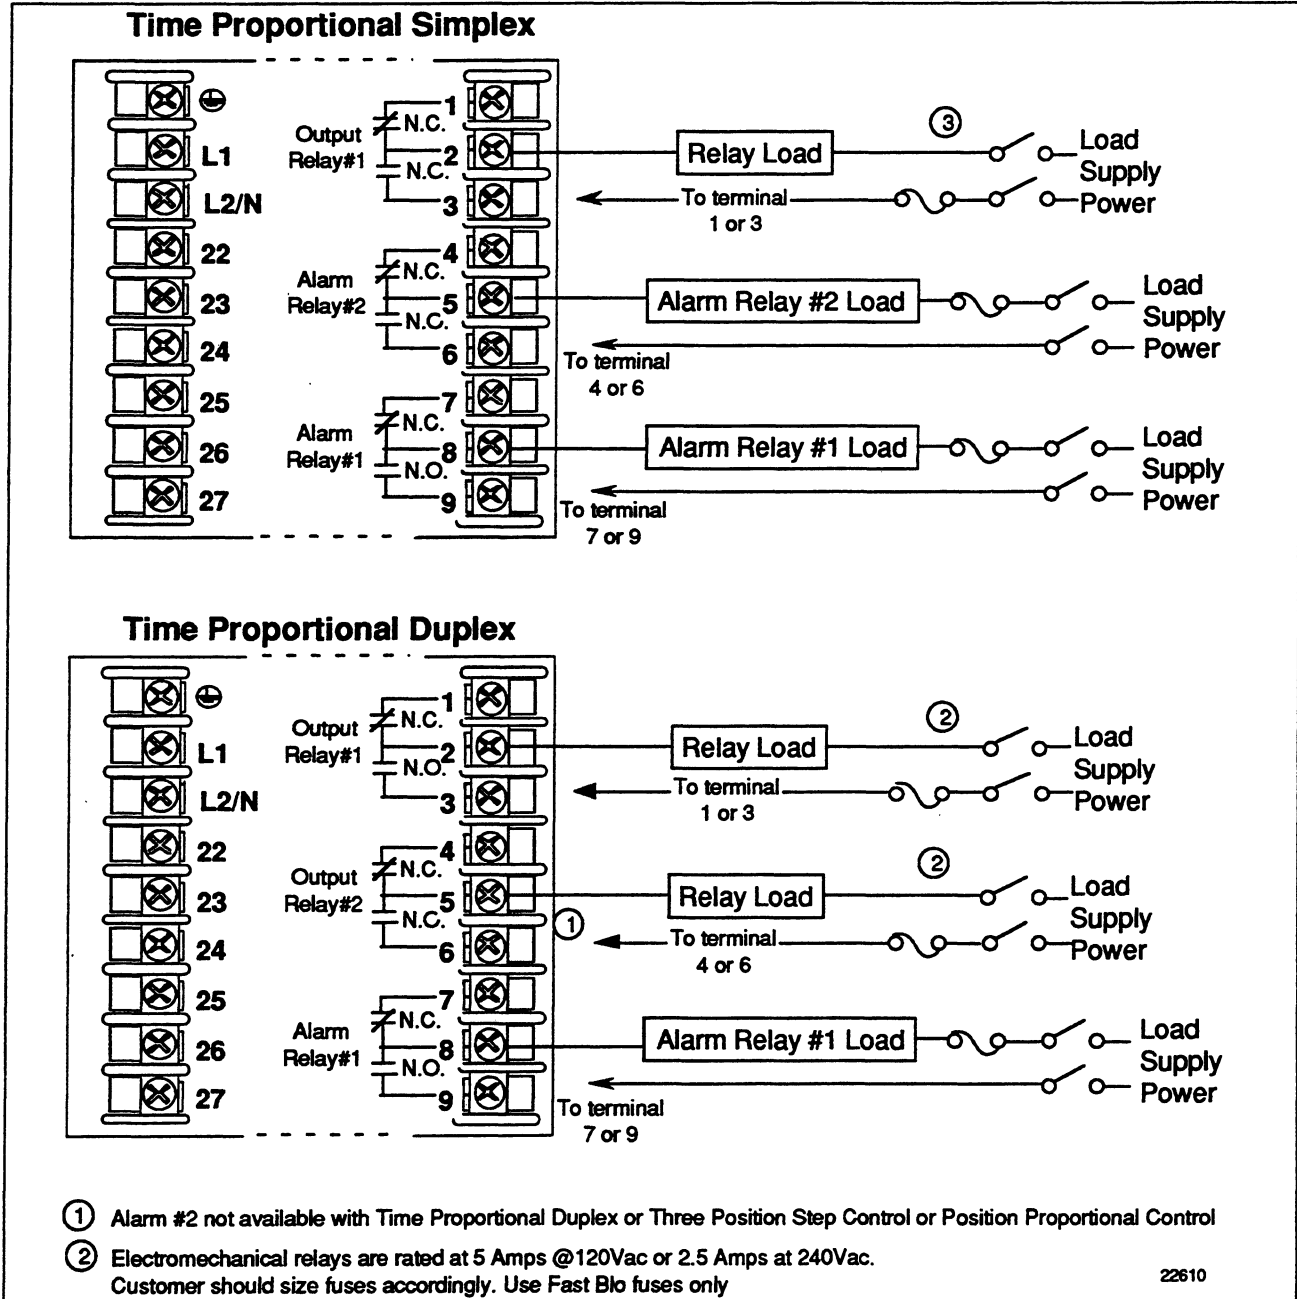 Time Proportional Simplex
L1
L2/N
22
23
24
25
26
27
Output
Relay#1
N.C.
N.C.
1
2
3
Alarm
Relay#2
N.C.
N.C.
4
5
6
Alarm
Relay#1
N.C.
N.O.
7
8
9
Relay Load
3
Load
Supply
Power
To terminal
1 or 3
Alarm Relay #2 Load
Load
Supply
Power
To terminal
4 or 6
Alarm Relay #1 Load
Load
Supply
Power
To terminal
7 or 9
Time Proportional Duplex
L1
L2/N
22
23
24
25
26
27
Output
Relay#1
N.C.
N.O.
1
2
3
Output
Relay#2
N.C.
N.C.
4
5
6
1
Alarm
Relay#1
N.C.
N.O.
7
8
9
Relay Load
2
Load
Supply
Power
To terminal
1 or 3
Relay Load
2
Load
Supply
Power
To terminal
4 or 6
Alarm Relay #1 Load
Load
Supply
Power
To terminal
7 or 9
1 Alarm #2 not available with Time Proportional Duplex or Three Position Step Control or Position Proportional Control
2 Electromechanical relays are rated at 5 Amps @120Vac or 2.5 Amps at 240Vac.
Customer should size fuses accordingly. Use Fast Blo fuses only
22610